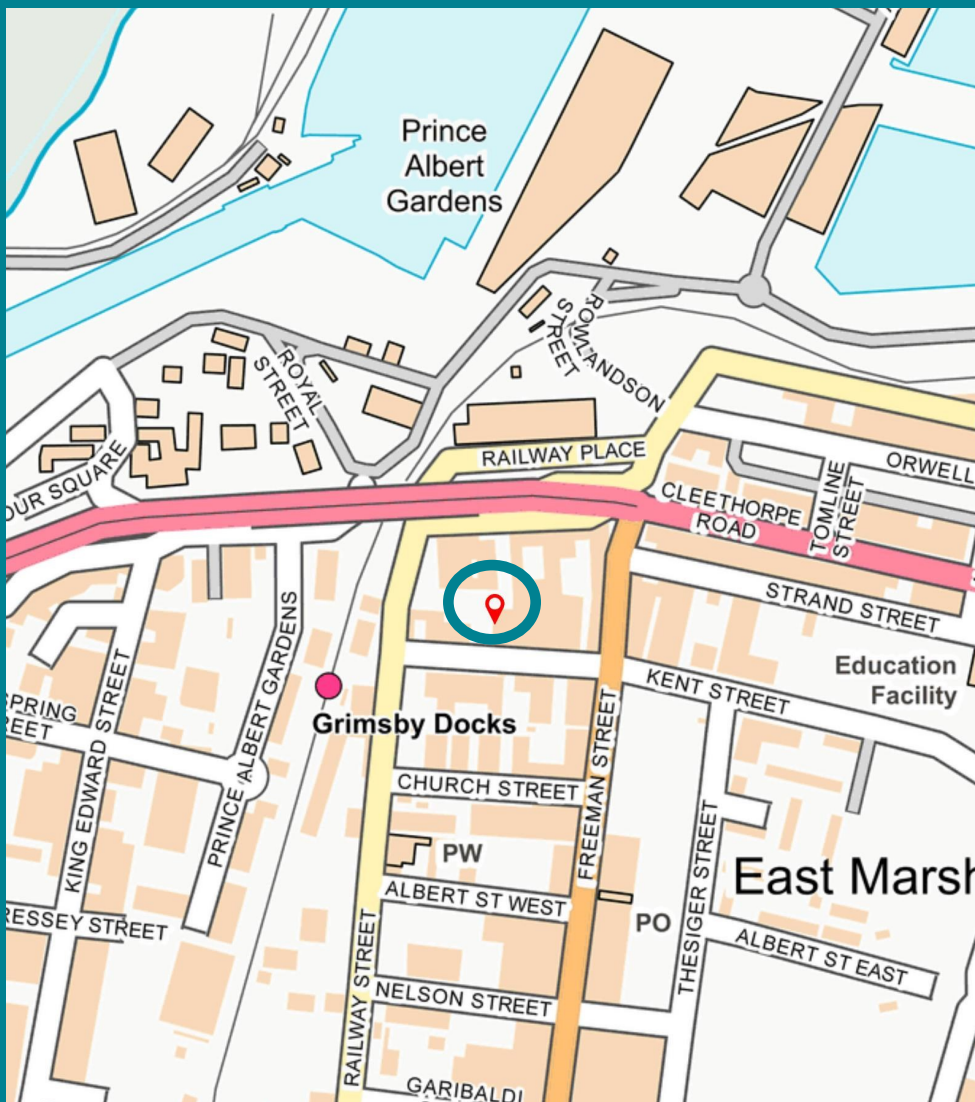 Prince
Albert
Gardens
ROWLANDSON
STREET
ROYAL
STREET
RAILWAY PLACE
OUR SQUARE
ORWELL
CLEETHORPE
ROAD
TOMLINE
STREET
STRAND STREET
Education
Facility
KENT STREET
PRINCE ALBERT GARDENS
SPRING
REET
KING EDWARD STREET
Grimsby Docks
FREEMAN STREET
CHURCH STREET
PW
THESIGER STREET
East Marsh
ALBERT ST WEST
PO
RESSEY STREET
ALBERT ST EAST
RAILWAY STREET
NELSON STREET
GARIBALDI